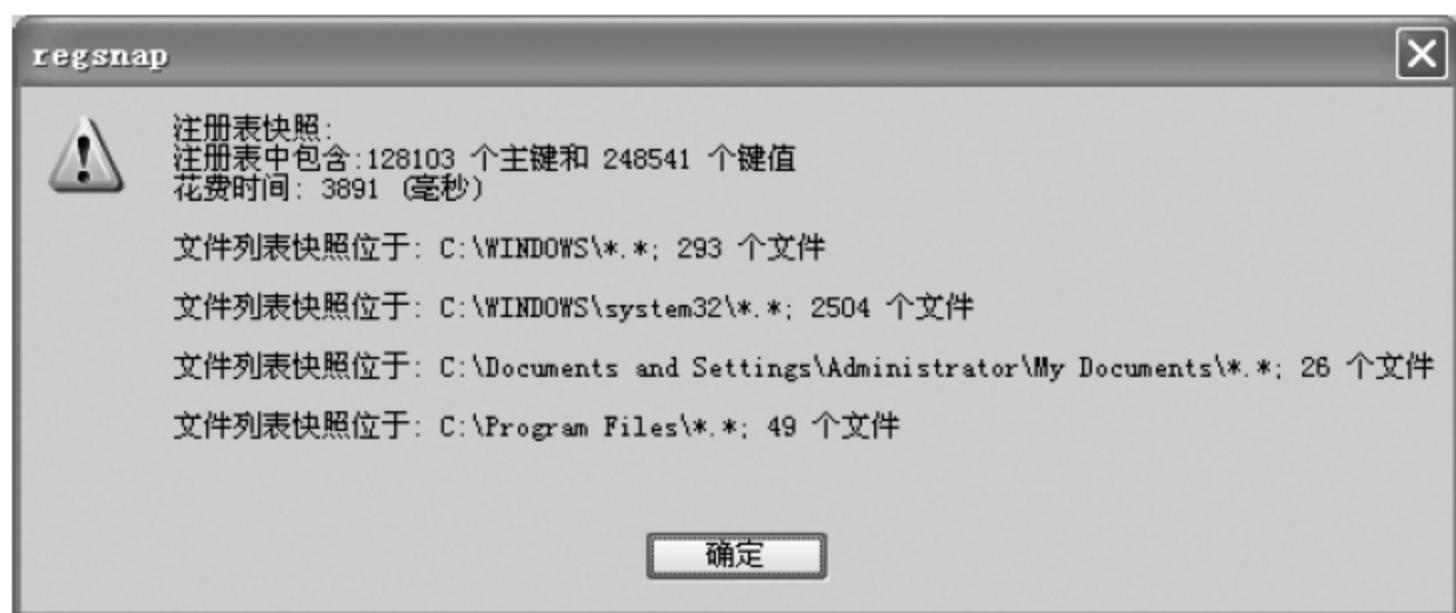 regsnap
注册表快照:
注册表中包含:128103 个主键和 248541 个键值
花费时间: 3891 (毫秒)
文件列表快照位于: C:\WINDOWS\*.*; 293 个文件
文件列表快照位于: C:\WINDOWS\system32\*.*; 2504 个文件
文件列表快照位于: C:\Documents and Settings\Administrator\My Documents\*.*; 26 个文件
文件列表快照位于: C:\Program Files\*.*; 49 个文件
确定